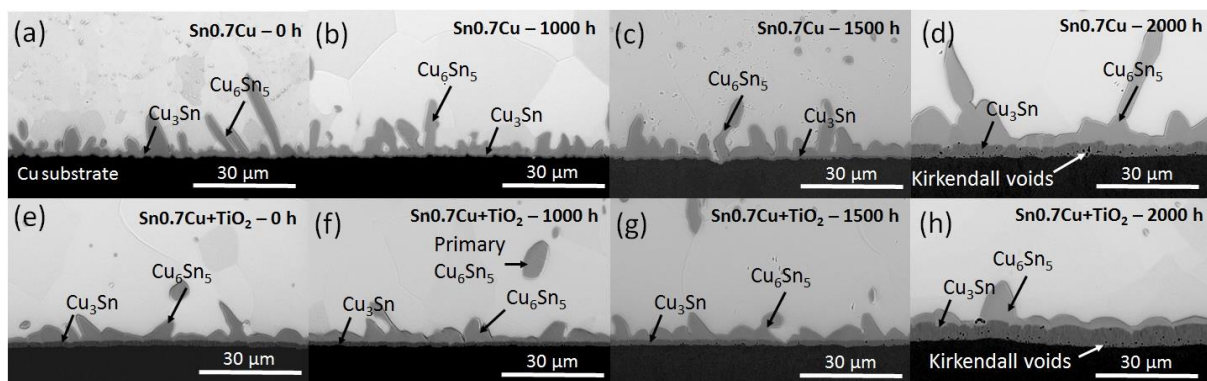 (a)
Sn0.7Cu – 0 h
Cu₆Sn₅
Cu₃Sn
Cu substrate
30 µm
(b)
Sn0.7Cu – 1000 h
Cu₆Sn₅
Cu₃Sn
30 µm
(c)
Sn0.7Cu – 1500 h
Cu₆Sn₅
Cu₃Sn
30 µm
(d)
Sn0.7Cu – 2000 h
Cu₆Sn₅
Cu₃Sn
Kirkendall voids
30 µm
(e)
Sn0.7Cu+TiO₂ – 0 h
Cu₆Sn₅
Cu₃Sn
30 µm
(f)
Sn0.7Cu+TiO₂ – 1000 h
Primary
Cu₆Sn₅
Cu₆Sn₅
Cu₃Sn
30 µm
(g)
Sn0.7Cu+TiO₂ – 1500 h
Cu₆Sn₅
Cu₃Sn
30 µm
(h)
Sn0.7Cu+TiO₂ – 2000 h
Cu₆Sn₅
Cu₃Sn
Kirkendall voids
30 µm